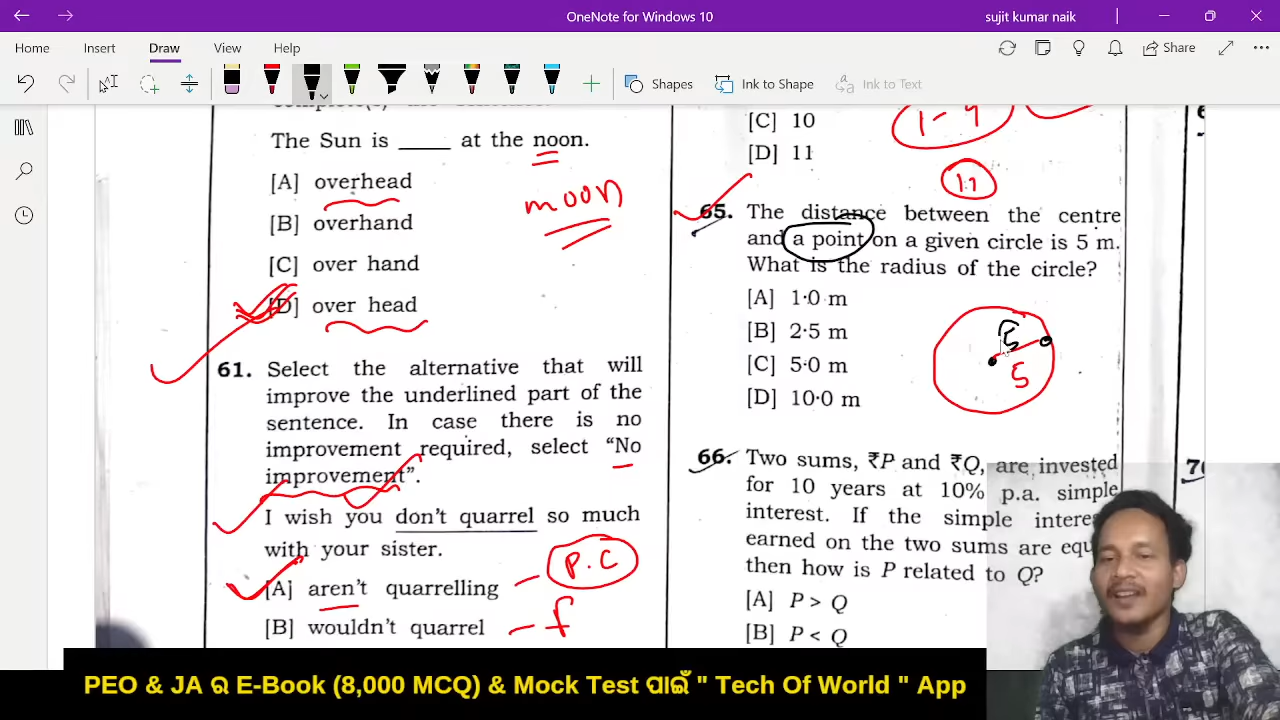 OneNote for Windows 10
sujit kumar naik
Home
Insert
Draw
View
Help
Share
Shapes
Ink to Shape
Ink to Text
The Sun is ____ at the noon.
[A] overhead
[B] overhand
[C] over hand
[D] over head
moon
61. Select the alternative that will
improve the underlined part of the
sentence. In case there is no
improvement required, select “No
improvement”.
I wish you don’t quarrel so much
with your sister.
[A] aren’t quarrelling
P.C
[B] wouldn’t quarrel
f
[C] 10
[D] 11
65. The distance between the centre
and a point on a given circle is 5 m.
What is the radius of the circle?
[A] 1·0 m
[B] 2·5 m
[C] 5·0 m
[D] 10·0 m
5
5
66. Two sums, ₹P and ₹Q, are invested
for 10 years at 10% p.a. simple
interest. If the simple
earned on the two sums are
then how is P related to Q?
[A] P > Q
[B] P < Q
PEO & JA ର E-Book (8,000 MCQ) & Mock Test ପାଇଁ " Tech Of World " App